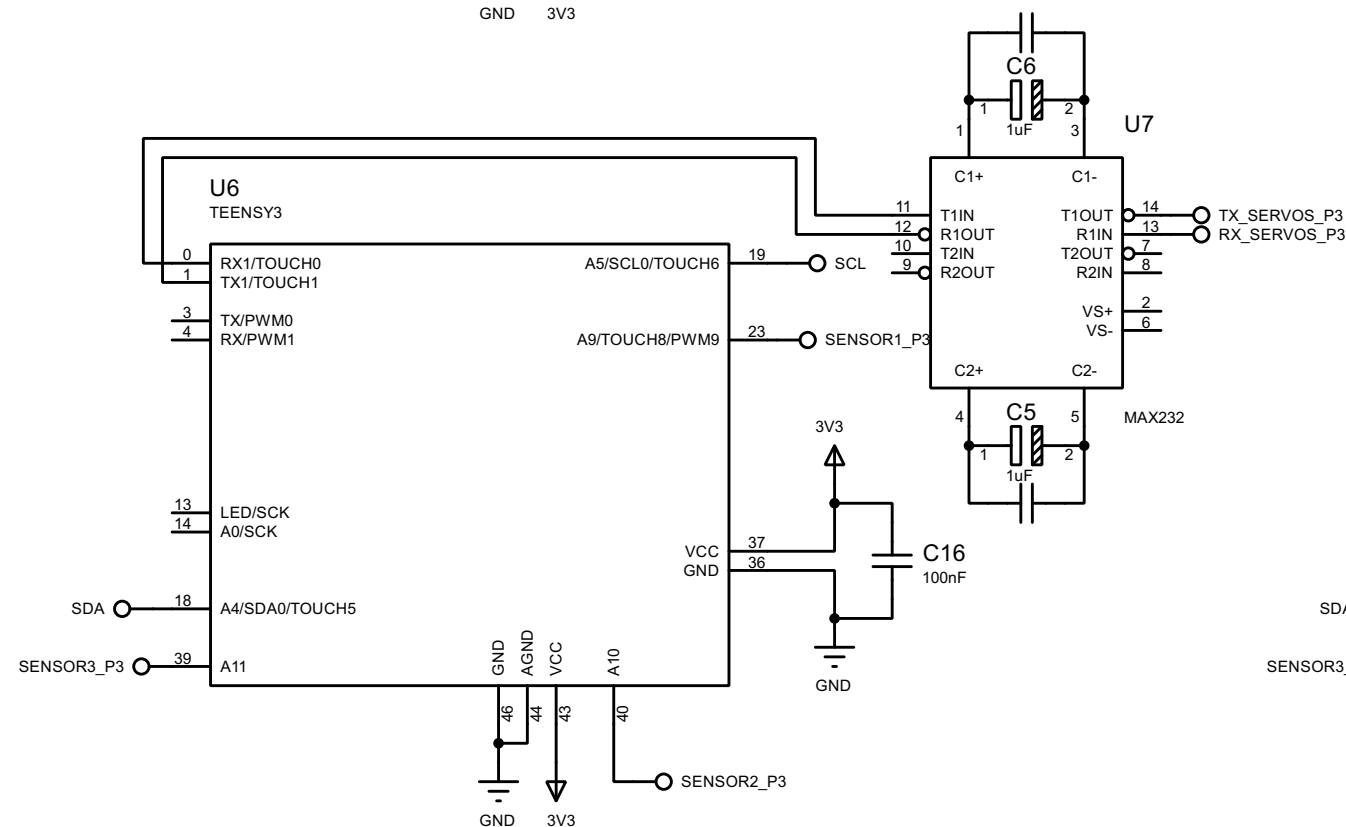 GND 3V3
C6
1 2
1uF
1 3
U7
C1+ C1-
U6
TEENSY3
11 T1IN T1OUT 14 TX_SERVOS_P3
12 R1OUT R1IN 13 RX_SERVOS_P3
10 T2IN T2OUT 7
9 R2OUT R2IN 8
0 RX1/TOUCH0 A5/SCL0/TOUCH6 19 SCL
1 TX1/TOUCH1
VS+ 2
3 TX/PWM0
VS- 6
4 RX/PWM1 A9/TOUCH8/PWM9 23 SENSOR1_P3
C2+ C2-
4 C5 5 MAX232
3V3
1 2
1uF
13 LED/SCK
14 A0/SCK
VCC 37
GND 36
C16
100nF
SDA 18 A4/SDA0/TOUCH5
SDA
SENSOR3_P3 39 A11
SENSOR3_
GND AGND VCC A10
GND
46 44 43 40
SENSOR2_P3
GND 3V3